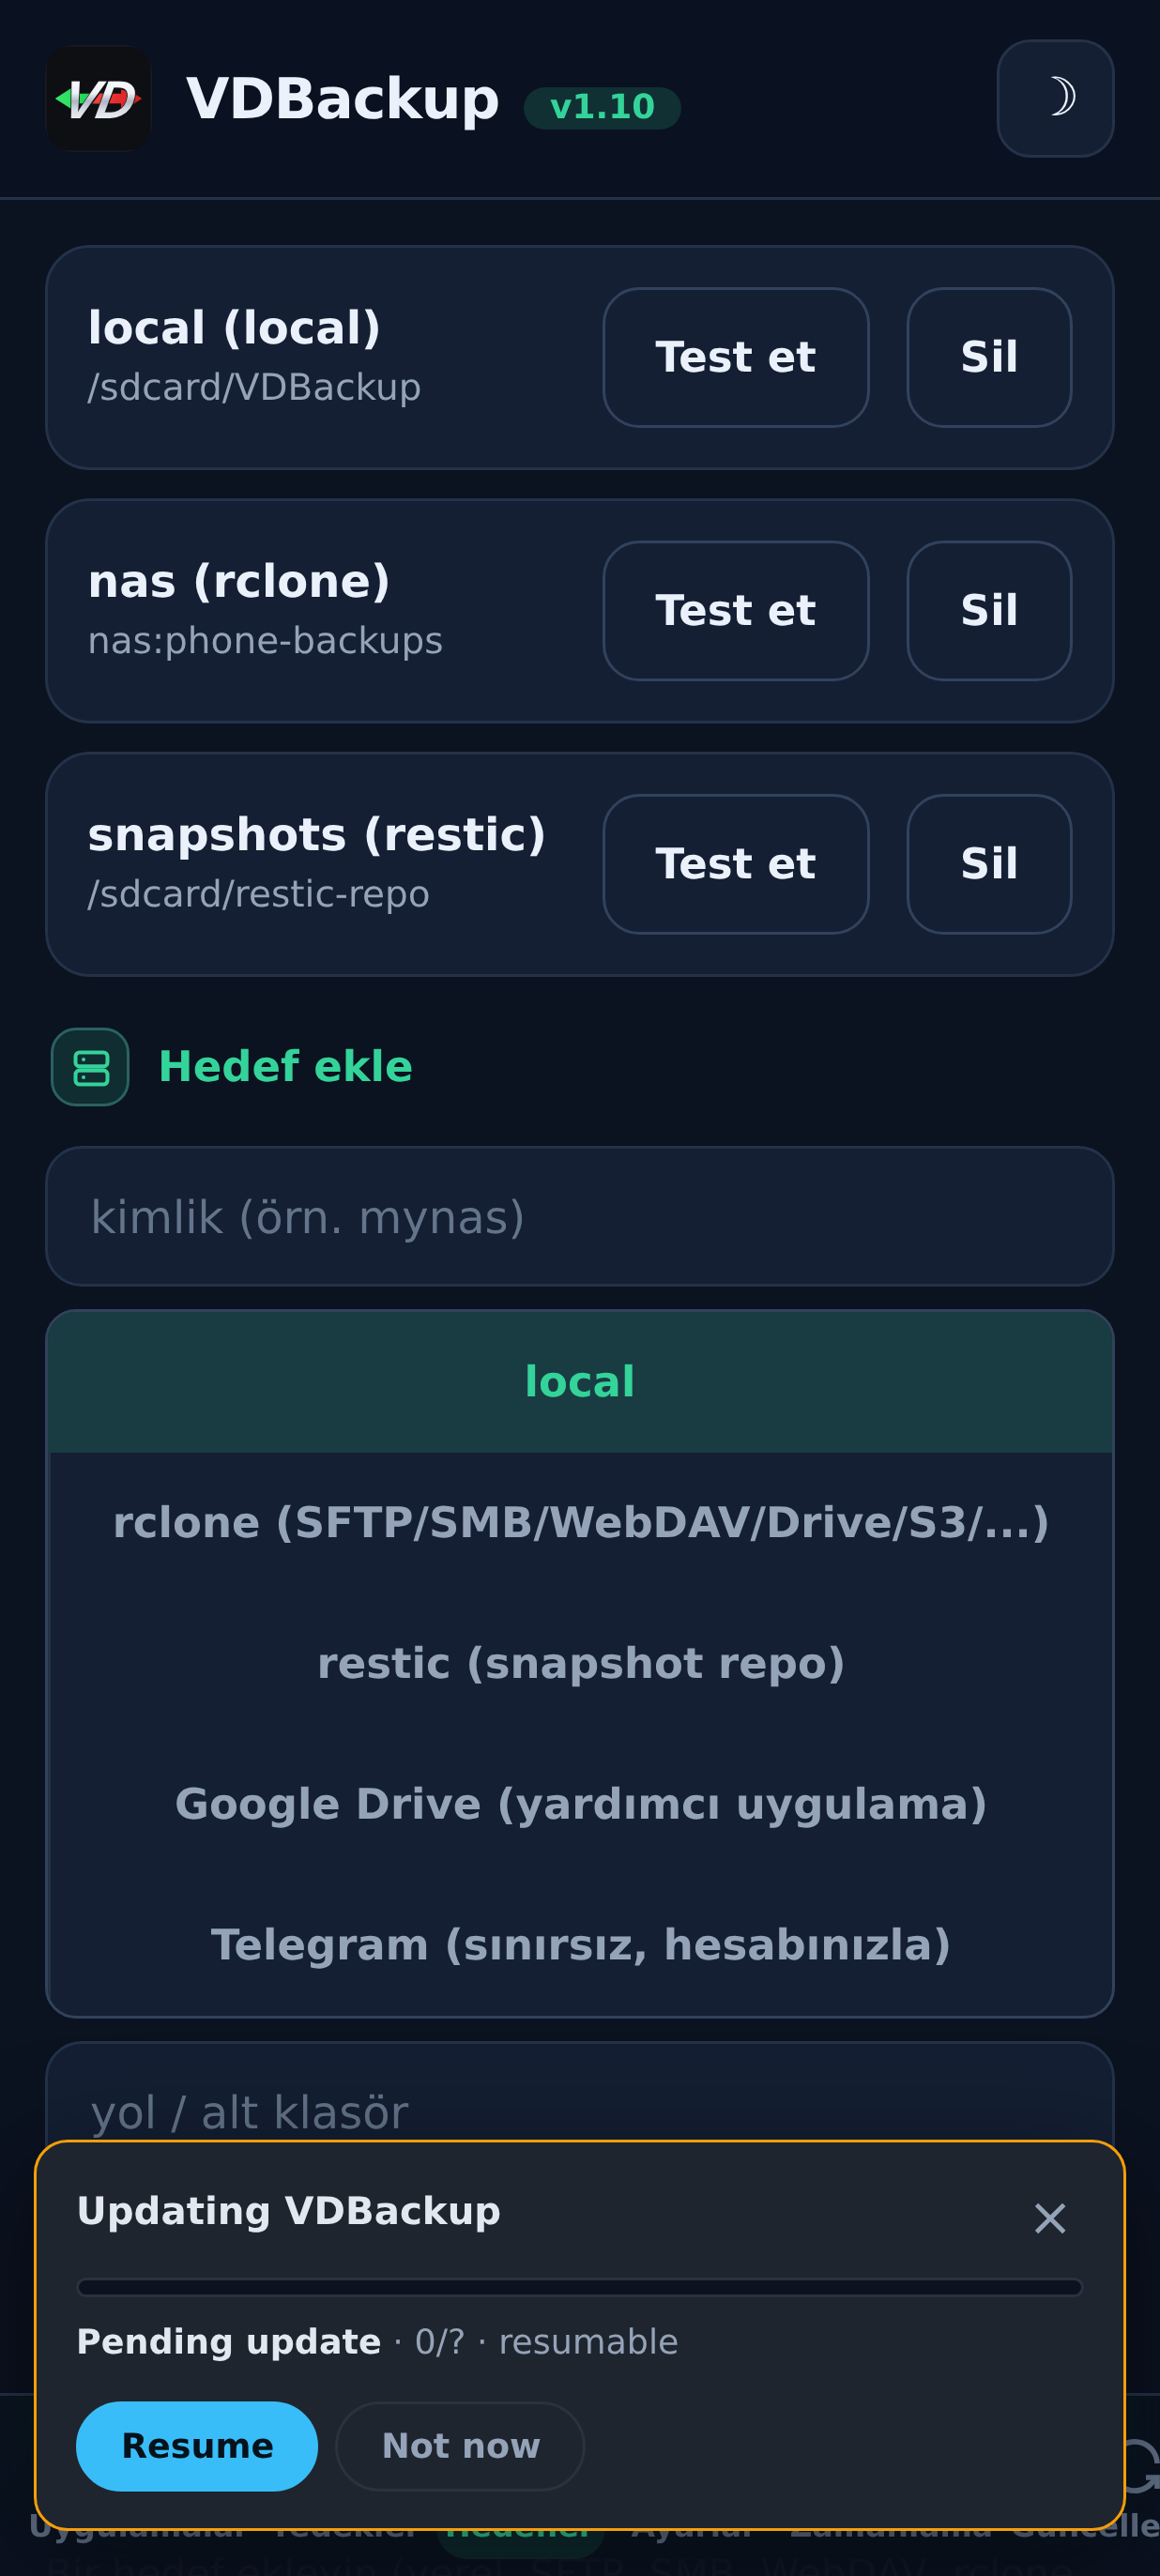 VD
VDBackup v1.10
local (local)
/sdcard/VDBackup
Test et
Sil
nas (rclone)
nas:phone-backups
Test et
Sil
snapshots (restic)
/sdcard/restic-repo
Test et
Sil
Hedef ekle
kimlik (örn. mynas)
local
rclone (SFTP/SMB/WebDAV/Drive/S3/...)
restic (snapshot repo)
Google Drive (yardımcı uygulama)
Telegram (sınırsız, hesabınızla)
yol / alt klasör
Updating VDBackup
Pending update · 0/? · resumable
Resume
Not now